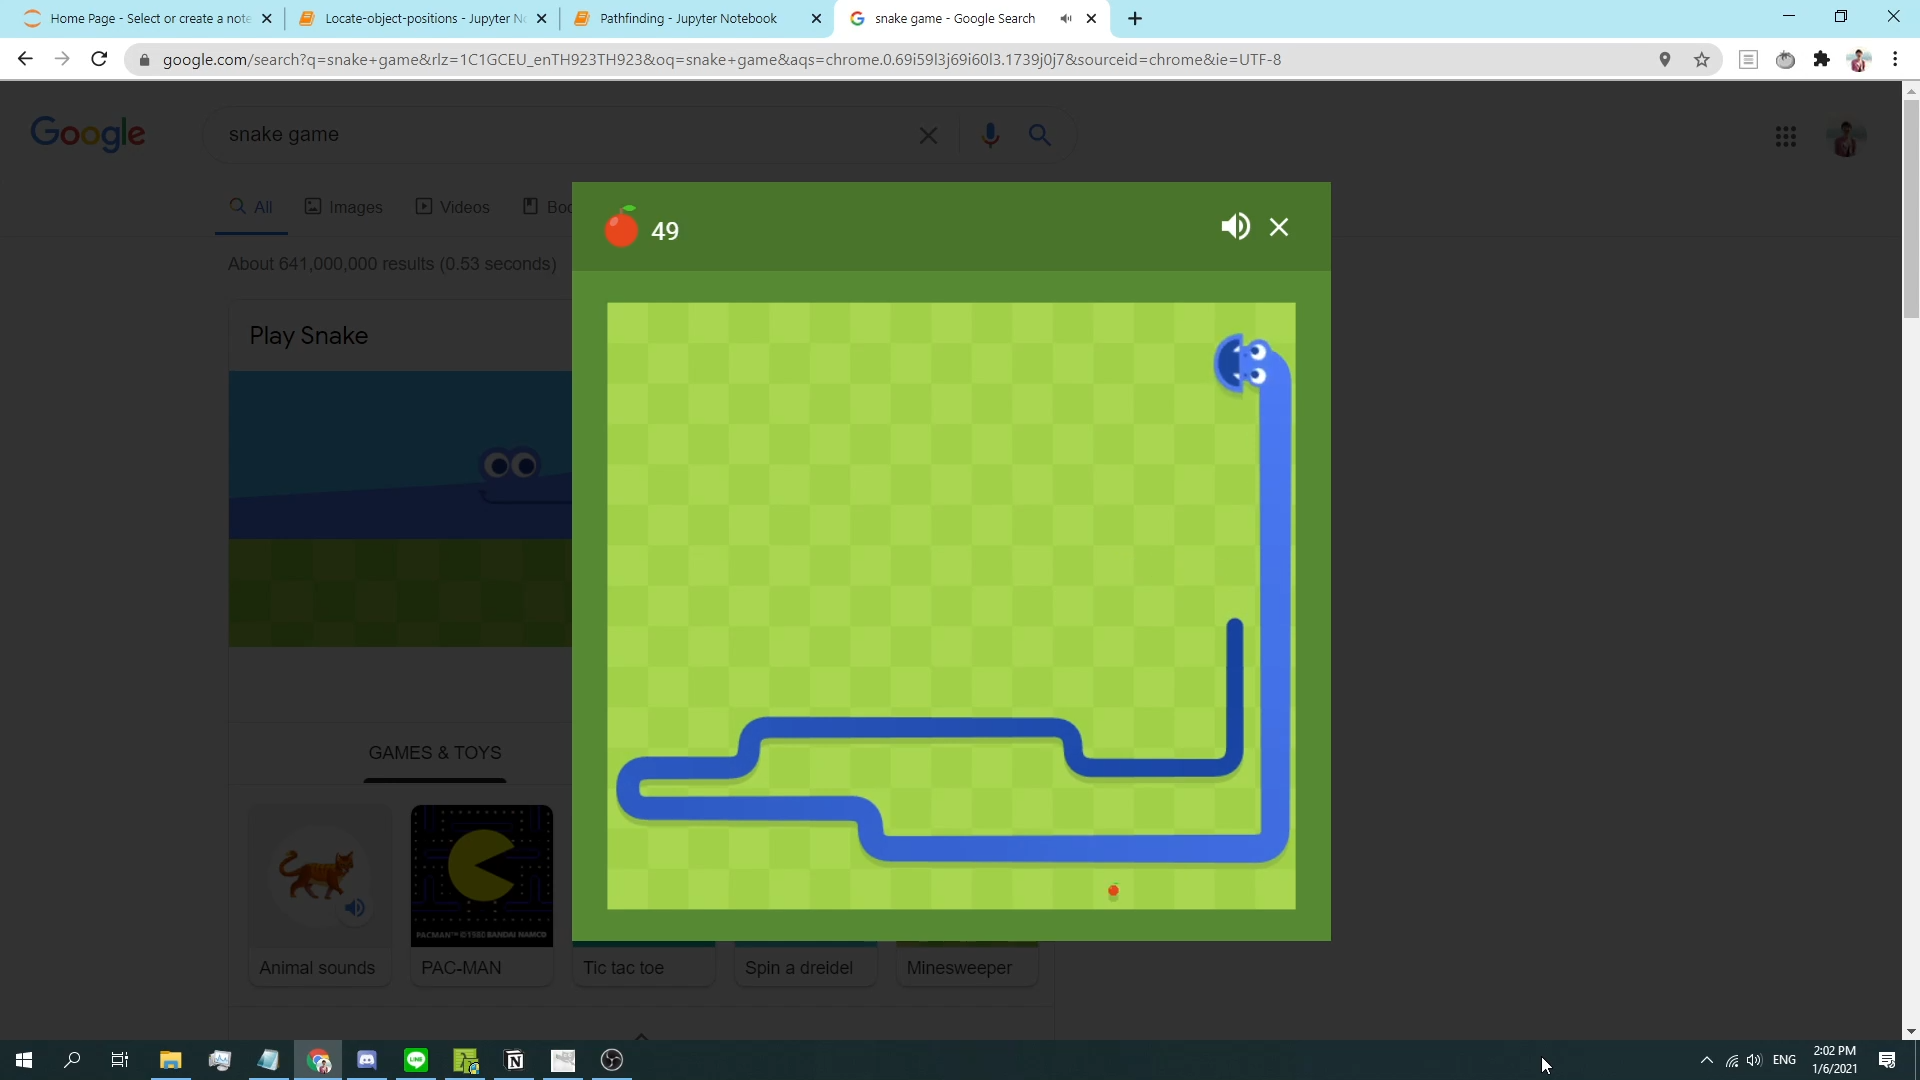 Home Page - Select or create a note
Locate-object-positions - Jupyter N
Pathfinding - Jupyter Notebook
snake game - Google Search
google.com/search?q=snake+game&rlz=1C1GCEU_enTH923TH923&oq=snake+game&aqs=chrome.0.69i59l3j69i60l3.1739j0j7&sourceid=chrome&ie=UTF-8
Google
snake game
All
Images
Videos
Boo
About 641,000,000 results (0.53 seconds)
49
Play Snake
GAMES & TOYS
PAC-MAN™ © 1980 BANDAI NAMCO
Animal sounds
PAC-MAN
Tic tac toe
Spin a dreidel
Minesweeper
ENG
2:02 PM
1/6/2021